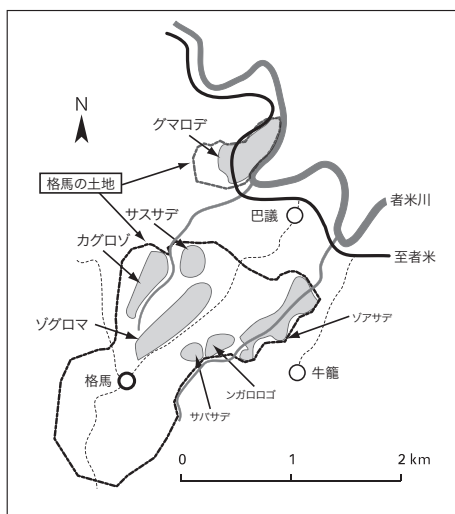 N
グマロデ
格馬の土地
サスサデ
カグロゾ
巴議
者米川
至者米
ゾグロマ
ゾアサデ
格馬
ンガロロゴ
サバサデ
牛籠
0 1 2 km